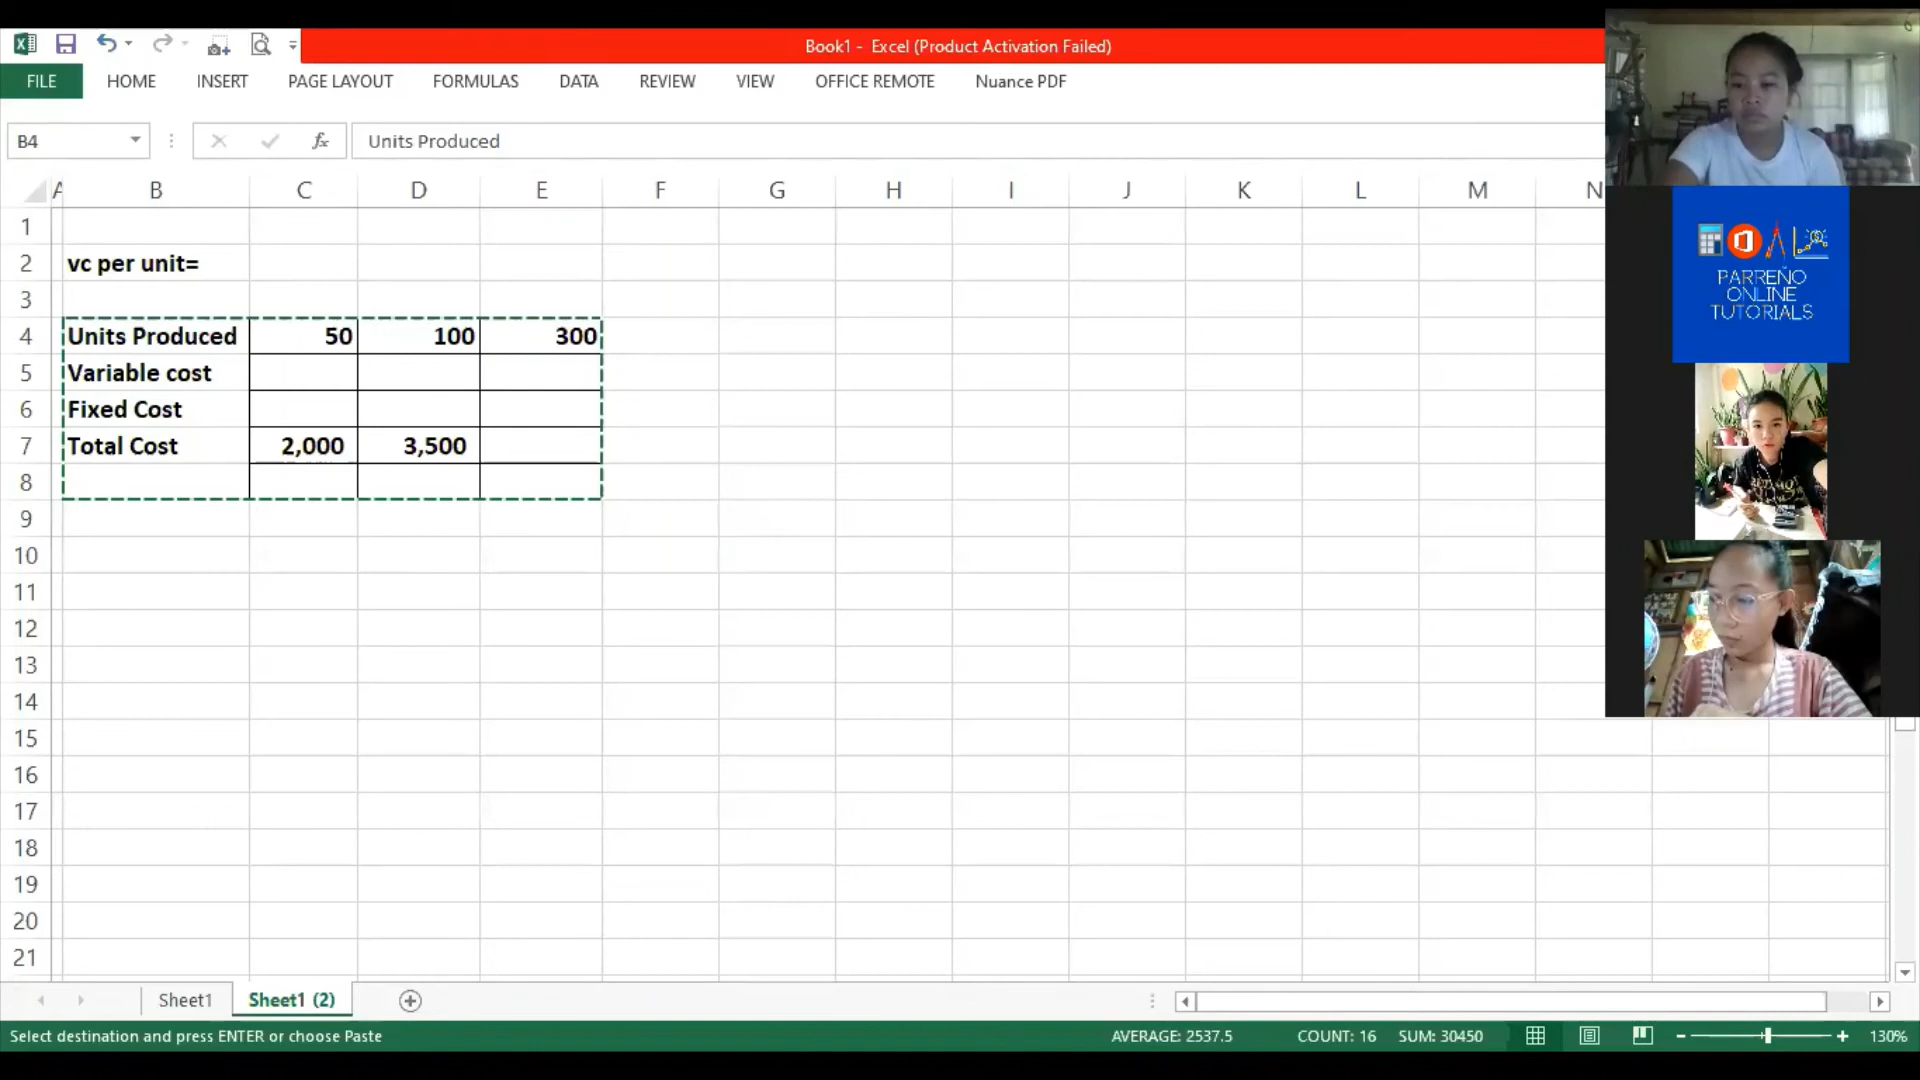 Book1 - Excel (Product Activation Failed)
FILE HOME INSERT PAGE LAYOUT FORMULAS DATA REVIEW VIEW OFFICE REMOTE Nuance PDF
B4 fx Units Produced
A B C D E F G H I J K L M N
1
2 vc per unit=
3
4 Units Produced 50 100 300
5 Variable cost
6 Fixed Cost
7 Total Cost 2,000 3,500
8
9
10
11
12
13
14
15
16
17
18
19
20
21
PARREÑO
ONLINE
TUTORIALS
Sheet1 Sheet1 (2)
Select destination and press ENTER or choose Paste AVERAGE: 2537.5 COUNT: 16 SUM: 30450 130%